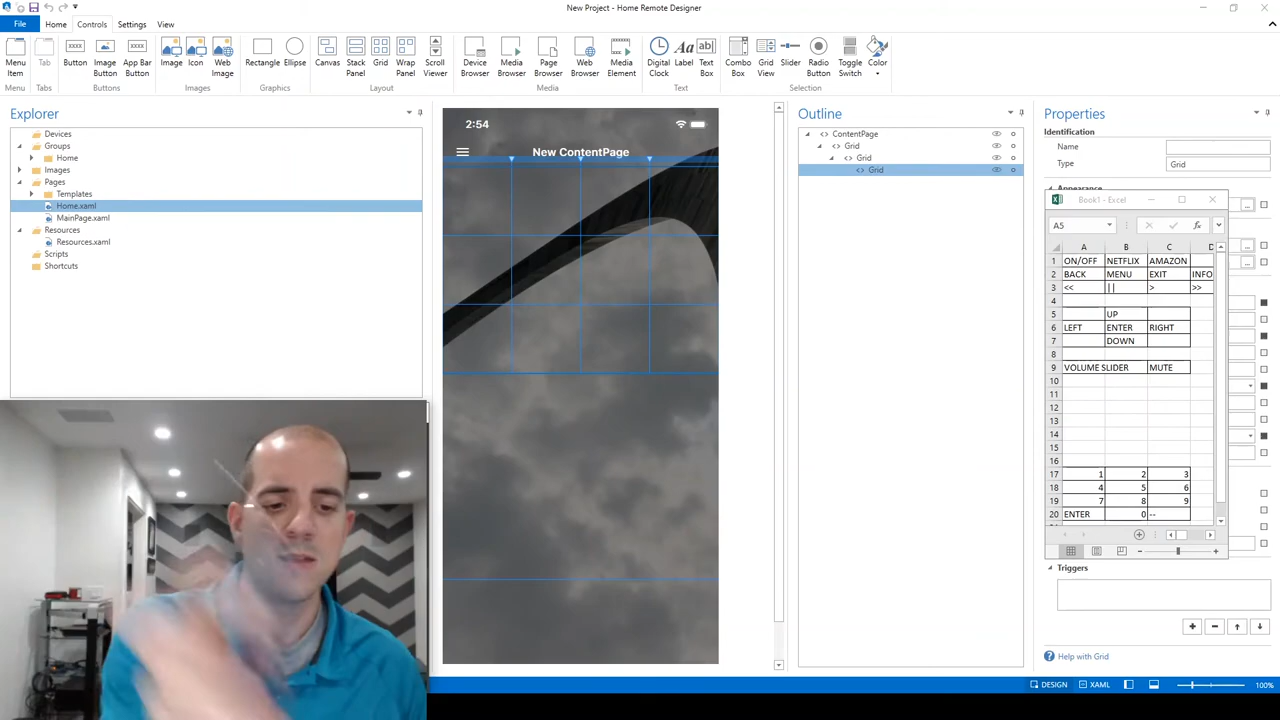 New Project - Home Remote Designer
File Home Controls Settings View
Menu Item
Tab
Button
Image Button
App Bar Button
Image
Icon
Web Image
Rectangle
Ellipse
Canvas
Stack Panel
Grid
Wrap Panel
Scroll Viewer
Device Browser
Media Browser
Page Browser
Web Browser
Media Element
Digital Clock
Label
Text Box
Combo Box
Grid View
Slider
Radio Button
Toggle Switch
Color
Menu Tabs Buttons Images Graphics Layout Media Text Selection
Explorer
Devices
Groups
Home
Images
Pages
Templates
Home.xaml
MainPage.xaml
Resources
Resources.xaml
Scripts
Shortcuts
2:54
New ContentPage
Outline
<> ContentPage
<> Grid
<> Grid
<> Grid
Properties
Identification
Name
Type Grid
Appearance
Book1 - Excel
A5 fx
A B C D
1 ON/OFF NETFLIX AMAZON
2 BACK MENU EXIT INFO
3 << || > >>
4
5 UP
6 LEFT ENTER RIGHT
7 DOWN
8
9 VOLUME SLIDER MUTE
10
11
12
13
14
15
16
17 1 2 3
18 4 5 6
19 7 8 9
20 ENTER 0 --
Triggers
Help with Grid
DESIGN XAML 100%